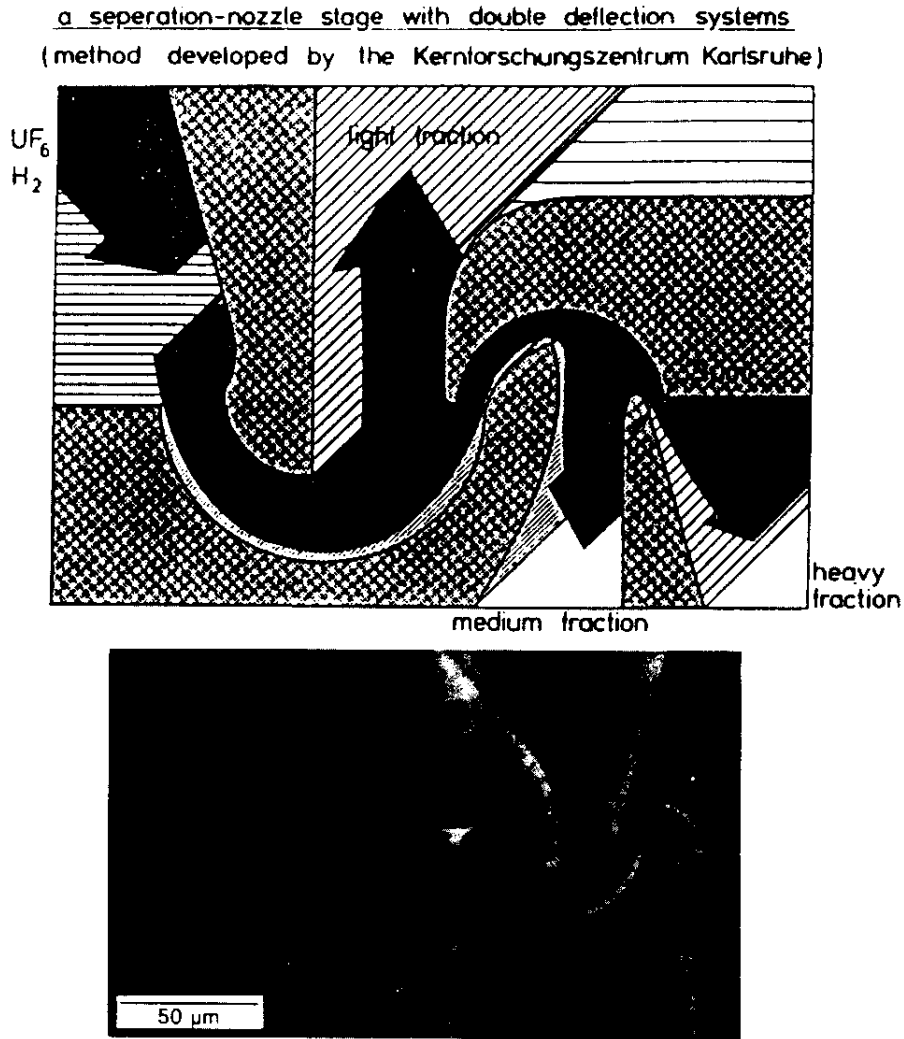 a seperation-nozzle stage with double deflection systems
(method developed by the Kernforschungszentrum Karlsruhe)
UF₆
H₂
light fraction
heavy
fraction
medium fraction
50 µm